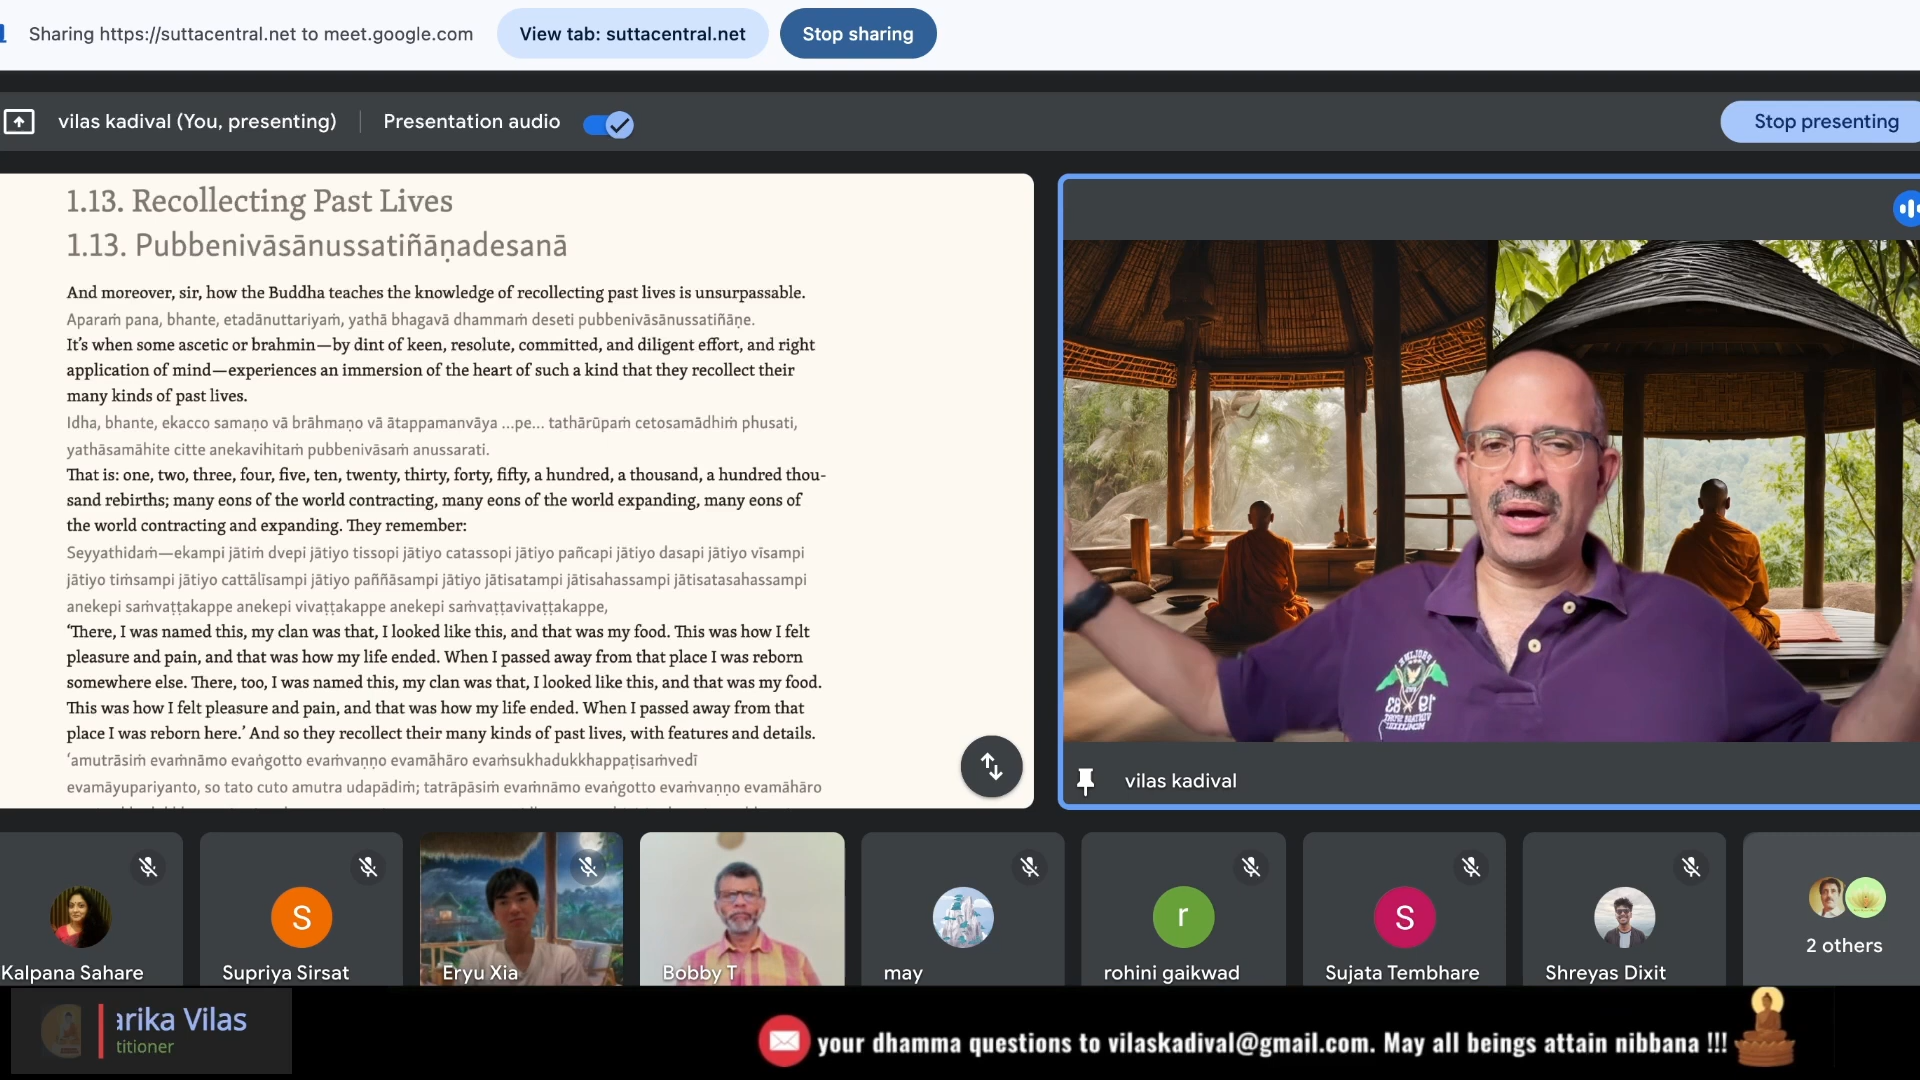 Sharing https://suttacentral.net to meet.google.com
View tab: suttacentral.net
Stop sharing
vilas kadival (You, presenting)
Presentation audio
Stop presenting
1.13. Recollecting Past Lives
1.13. Pubbenivāsānussatiñāṇadesanā
And moreover, sir, how the Buddha teaches the knowledge of recollecting past lives is unsurpassable.
Aparaṁ pana, bhante, etadānuttariyaṁ, yathā bhagavā dhammaṁ deseti pubbenivāsānussatiñāṇe.
It’s when some ascetic or brahmin—by dint of keen, resolute, committed, and diligent effort, and right
application of mind—experiences an immersion of the heart of such a kind that they recollect their
many kinds of past lives.
Idha, bhante, ekacco samaṇo vā brāhmaṇo vā ātappamanvāya …pe… tathārūpaṁ cetosamādhiṁ phusati,
yathāsamāhite citte anekavihitaṁ pubbenivāsaṁ anussarati.
That is: one, two, three, four, five, ten, twenty, thirty, forty, fifty, a hundred, a thousand, a hundred thou-
sand rebirths; many eons of the world contracting, many eons of the world expanding, many eons of
the world contracting and expanding. They remember:
Seyyathidaṁ—ekampi jātiṁ dvepi jātiyo tissopi jātiyo catassopi jātiyo pañcapi jātiyo dasapi jātiyo vīsampi
jātiyo tiṁsampi jātiyo cattālīsampi jātiyo paññāsampi jātiyo jātisatampi jātisahassampi jātisatasahassampi
anekepi saṁvaṭṭakappe anekepi vivaṭṭakappe anekepi saṁvaṭṭavivaṭṭakappe,
‘There, I was named this, my clan was that, I looked like this, and that was my food. This was how I felt
pleasure and pain, and that was how my life ended. When I passed away from that place I was reborn
somewhere else. There, too, I was named this, my clan was that, I looked like this, and that was my food.
This was how I felt pleasure and pain, and that was how my life ended. When I passed away from that
place I was reborn here.’ And so they recollect their many kinds of past lives, with features and details.
‘amutrāsiṁ evaṁnāmo evaṅgotto evaṁvaṇṇo evamāhāro evaṁsukhadukkhappaṭisaṁvedī
evamāyupariyanto, so tato cuto amutra udapādiṁ; tatrāpāsiṁ evaṁnāmo evaṅgotto evaṁvaṇṇo evamāhāro
vilas kadival
Kalpana Sahare
S
Supriya Sirsat
Eryu Xia
Bobby T
may
r
rohini gaikwad
S
Sujata Tembhare
Shreyas Dixit
2 others
arika Vilas
titioner
your dhamma questions to vilaskadival@gmail.com. May all beings attain nibbana !!!